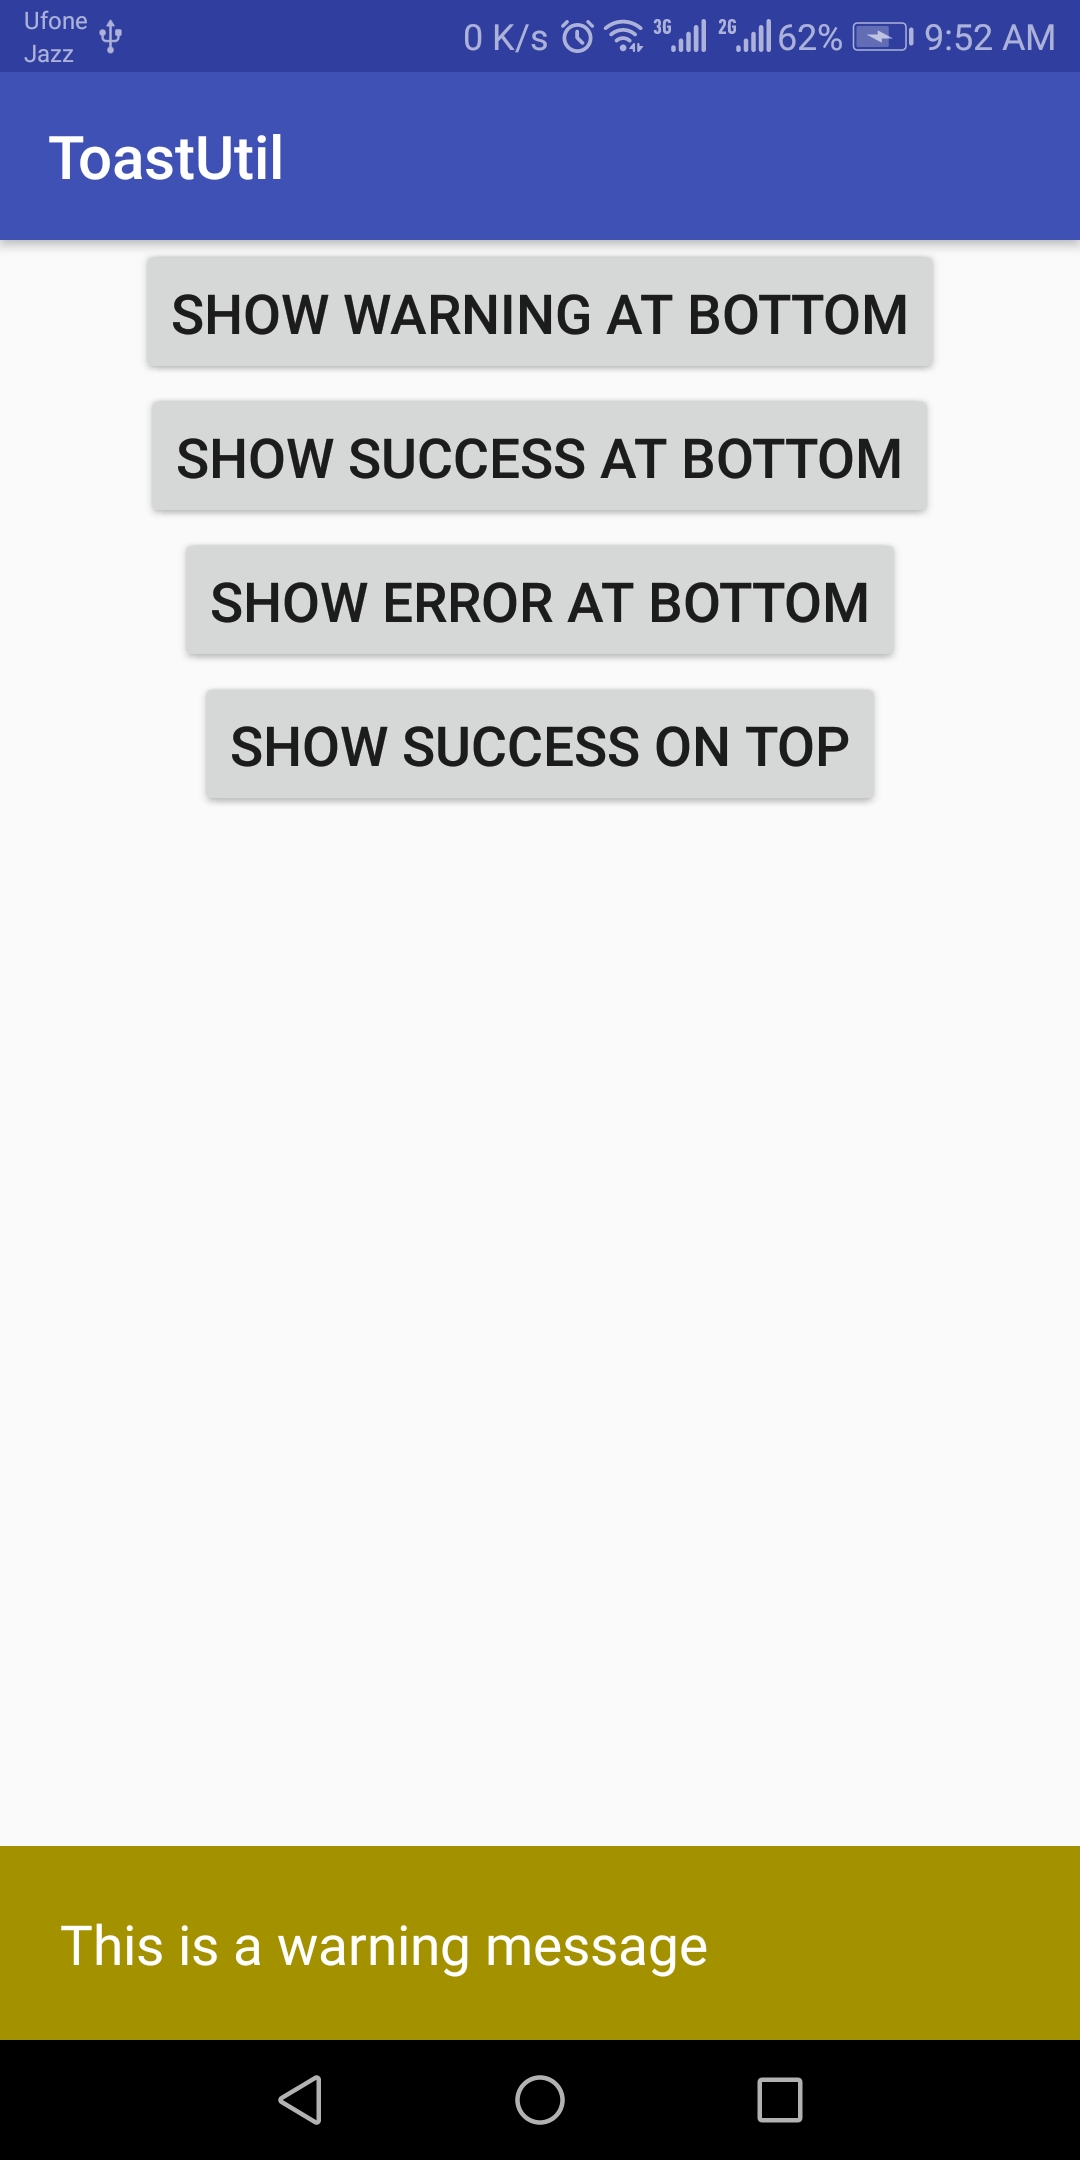 Ufone
Jazz
0 K/s 3G 2G 62% 9:52 AM
ToastUtil
SHOW WARNING AT BOTTOM
SHOW SUCCESS AT BOTTOM
SHOW ERROR AT BOTTOM
SHOW SUCCESS ON TOP
This is a warning message